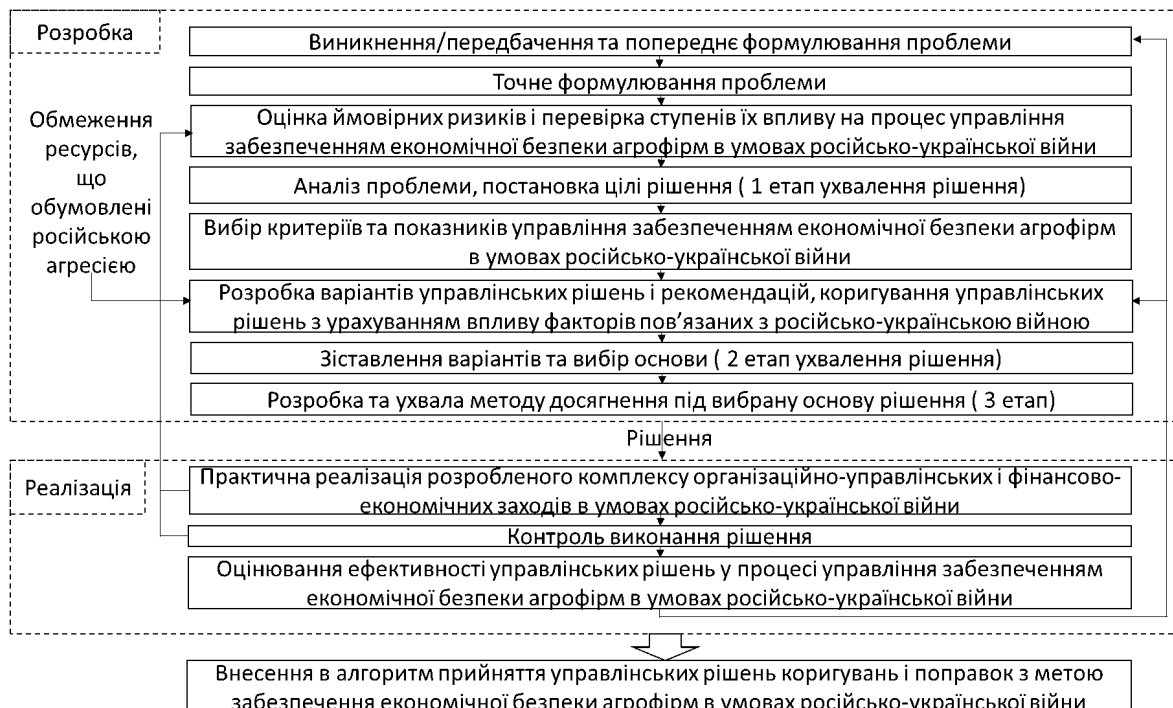 Розробка
Виникнення/передбачення та попереднє формулювання проблеми
Точне формулювання проблеми
Обмеження
ресурсів,
що
обумовлені
російською
агресією
Оцінка ймовірних ризиків і перевірка ступенів їх впливу на процес управління
забезпеченням економічної безпеки агрофірм в умовах російсько-української війни
Аналіз проблеми, постановка цілі рішення ( 1 етап ухвалення рішення)
Вибір критеріїв та показників управління забезпеченням економічної безпеки агрофірм
в умовах російсько-української війни
Розробка варіантів управлінських рішень і рекомендацій, коригування управлінських
рішень з урахуванням впливу факторів пов’язаних з російсько-українською війною
Зіставлення варіантів та вибір основи ( 2 етап ухвалення рішення)
Розробка та ухвала методу досягнення під вибрану основу рішення ( 3 етап)
Рішення
Реалізація
Практична реалізація розробленого комплексу організаційно-управлінських і фінансово-
економічних заходів в умовах російсько-української війни
Контроль виконання рішення
Оцінювання ефективності управлінських рішень у процесі управління забезпеченням
економічної безпеки агрофірм в умовах російсько-української війни
Внесення в алгоритм прийняття управлінських рішень коригувань і поправок з метою
забезпечення економічної безпеки агрофірм в умовах російсько-української війни